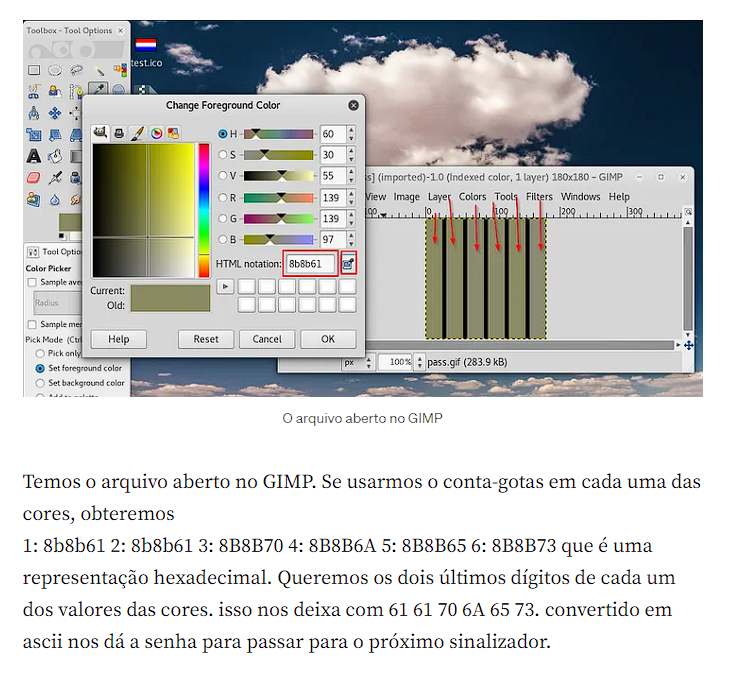 Toolbox - Tool Options
test.ico
Change Foreground Color
H 60
S 30
V 55
R 139
G 139
B 97
HTML notation: 8b8b61
Current:
Old:
Help Reset Cancel OK
Tool Option
Color Picker
Sample ave
Radius
Sample mer
Pick Mode (Ctrl
Pick only
Set foreground color
Set background color
Add to palette
ss] (imported)-1.0 (Indexed color, 1 layer) 180x180 – GIMP
View Image Layer Colors Tools Filters Windows Help
100 0 100 200 300
px 100% pass.gif (283.9 kB)
O arquivo aberto no GIMP
Temos o arquivo aberto no GIMP. Se usarmos o conta-gotas em cada uma das
cores, obteremos
1: 8b8b61 2: 8b8b61 3: 8B8B70 4: 8B8B6A 5: 8B8B65 6: 8B8B73 que é uma
representação hexadecimal. Queremos os dois últimos dígitos de cada um
dos valores das cores. isso nos deixa com 61 61 70 6A 65 73. convertido em
ascii nos dá a senha para passar para o próximo sinalizador.